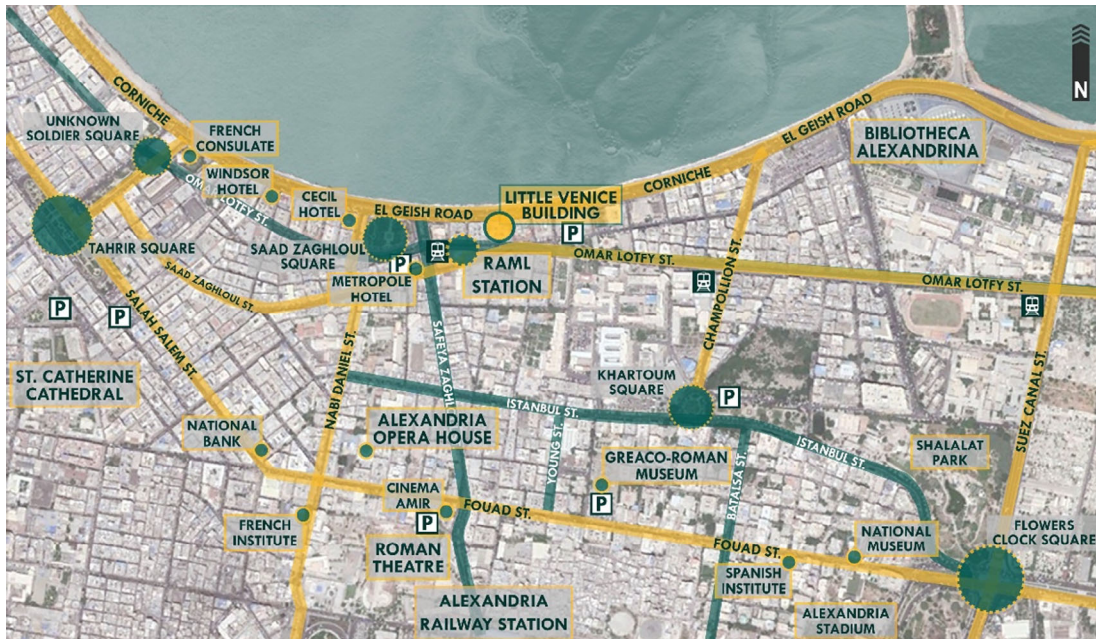 N
CORNICHE
UNKNOWN
SOLDIER SQUARE
FRENCH
CONSULATE
WINDSOR
HOTEL
OMAR LOTFY ST.
CECIL
HOTEL
EL GEISH ROAD
LITTLE VENICE
BUILDING
CORNICHE
EL GEISH ROAD
BIBLIOTHECA
ALEXANDRINA
TAHRIR SQUARE
SAAD ZAGHLOUL
SQUARE
P
METROPOLE
HOTEL
RAML
STATION
P
OMAR LOTFY ST.
OMAR LOTFY ST.
SAAD ZAGHLOUL ST.
P
P
SALAH SALEM ST.
ST. CATHERINE
CATHEDRAL
NABI DANIEL ST.
SAFEYA ZAGHL
CHAMPOLLION ST.
SUEZ CANAL ST.
KHARTOUM
SQUARE
P
ISTANBUL ST.
ISTANBUL ST.
NATIONAL
BANK
ALEXANDRIA
OPERA HOUSE
YOUNG ST.
GREACO-ROMAN
MUSEUM
P
BATALSA ST.
SHALALAT
PARK
CINEMA
AMIR
P
FOUAD ST.
FRENCH
INSTITUTE
ROMAN
THEATRE
FOUAD ST.
NATIONAL
MUSEUM
FLOWERS
CLOCK SQUARE
SPANISH
INSTITUTE
ALEXANDRIA
RAILWAY STATION
ALEXANDRIA
STADIUM